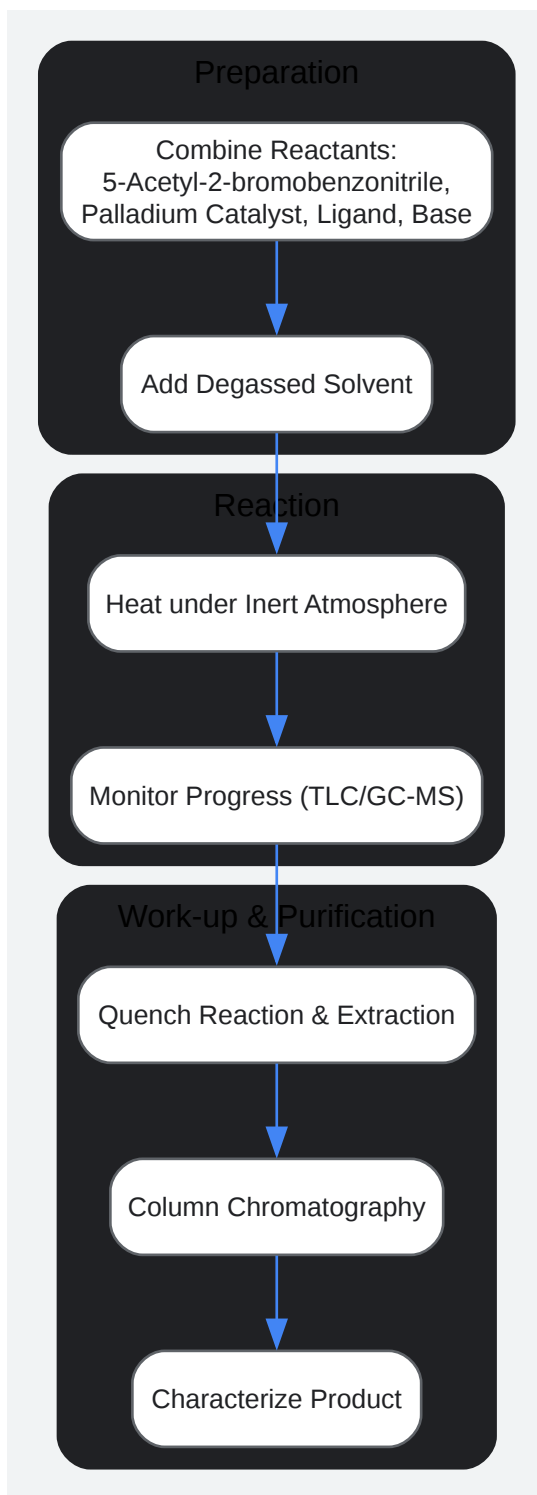 Preparation
Combine Reactants:
5-Acetyl-2-bromobenzonitrile,
Palladium Catalyst, Ligand, Base
Add Degassed Solvent
Reaction
Heat under Inert Atmosphere
Monitor Progress (TLC/GC-MS)
Work-up & Purification
Quench Reaction & Extraction
Column Chromatography
Characterize Product